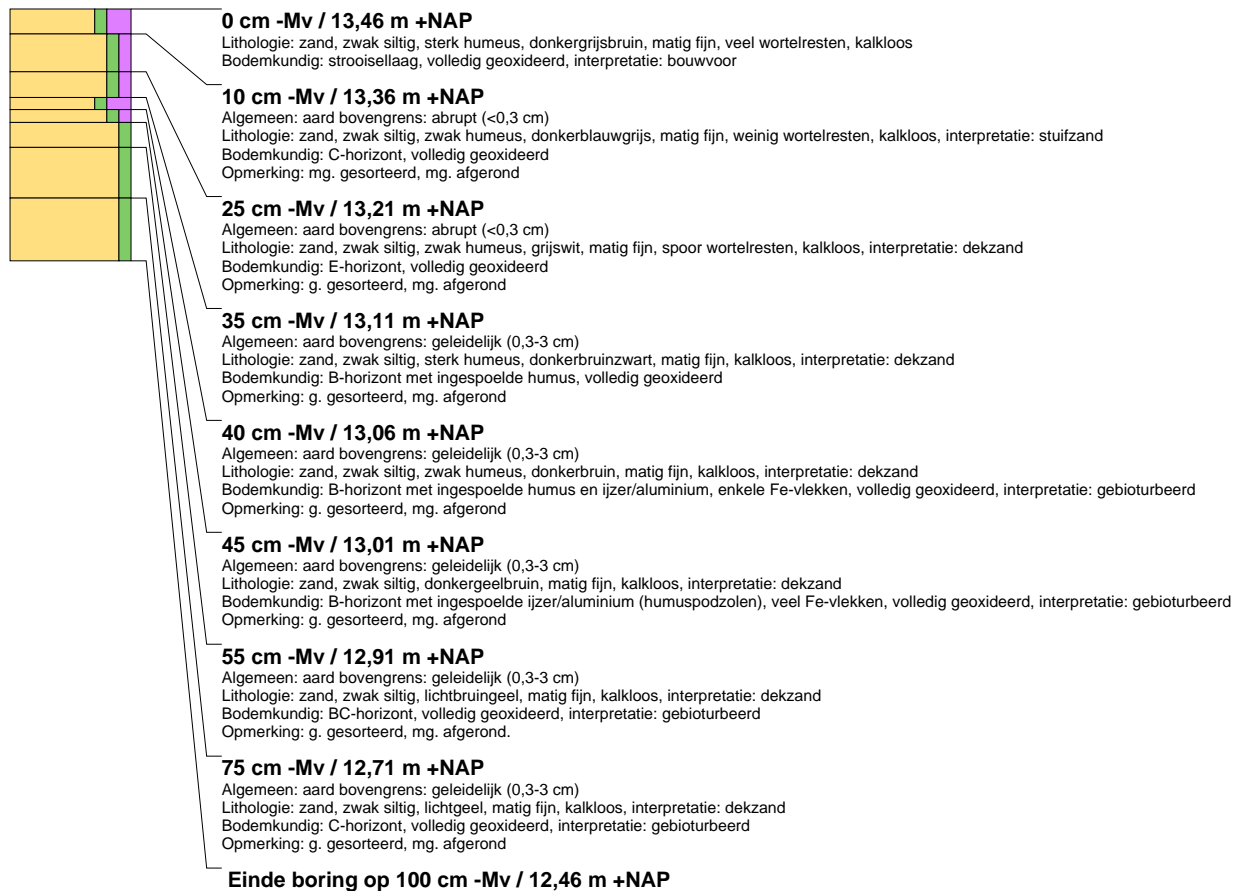 0 cm -Mv / 13,46 m +NAP
Lithologie: zand, zwak siltig, sterk humeus, donkergrijsbruin, matig fijn, veel wortelresten, kalkloos
Bodemkundig: strooisellaag, volledig geoxideerd, interpretatie: bouwvoor
10 cm -Mv / 13,36 m +NAP
Algemeen: aard bovengrens: abrupt (<0,3 cm)
Lithologie: zand, zwak siltig, zwak humeus, donkerblauwgrijs, matig fijn, weinig wortelresten, kalkloos, interpretatie: stuifzand
Bodemkundig: C-horizont, volledig geoxideerd
Opmerking: mg. gesorteerd, mg. afgerond
25 cm -Mv / 13,21 m +NAP
Algemeen: aard bovengrens: abrupt (<0,3 cm)
Lithologie: zand, zwak siltig, zwak humeus, grijswit, matig fijn, spoor wortelresten, kalkloos, interpretatie: dekzand
Bodemkundig: E-horizont, volledig geoxideerd
Opmerking: g. gesorteerd, mg. afgerond
35 cm -Mv / 13,11 m +NAP
Algemeen: aard bovengrens: geleidelijk (0,3-3 cm)
Lithologie: zand, zwak siltig, sterk humeus, donkerbruinzwart, matig fijn, kalkloos, interpretatie: dekzand
Bodemkundig: B-horizont met ingespoelde humus, volledig geoxideerd
Opmerking: g. gesorteerd, mg. afgerond
40 cm -Mv / 13,06 m +NAP
Algemeen: aard bovengrens: geleidelijk (0,3-3 cm)
Lithologie: zand, zwak siltig, zwak humeus, donkerbruin, matig fijn, kalkloos, interpretatie: dekzand
Bodemkundig: B-horizont met ingespoelde humus en ijzer/aluminium, enkele Fe-vlekken, volledig geoxideerd, interpretatie: gebioturbeerd
Opmerking: g. gesorteerd, mg. afgerond
45 cm -Mv / 13,01 m +NAP
Algemeen: aard bovengrens: geleidelijk (0,3-3 cm)
Lithologie: zand, zwak siltig, donkergeelbruin, matig fijn, kalkloos, interpretatie: dekzand
Bodemkundig: B-horizont met ingespoelde ijzer/aluminium (humuspodzolen), veel Fe-vlekken, volledig geoxideerd, interpretatie: gebioturbeerd
Opmerking: g. gesorteerd, mg. afgerond
55 cm -Mv / 12,91 m +NAP
Algemeen: aard bovengrens: geleidelijk (0,3-3 cm)
Lithologie: zand, zwak siltig, lichtbruingeel, matig fijn, kalkloos, interpretatie: dekzand
Bodemkundig: BC-horizont, volledig geoxideerd, interpretatie: gebioturbeerd
Opmerking: g. gesorteerd, mg. afgerond.
75 cm -Mv / 12,71 m +NAP
Algemeen: aard bovengrens: geleidelijk (0,3-3 cm)
Lithologie: zand, zwak siltig, lichtgeel, matig fijn, kalkloos, interpretatie: dekzand
Bodemkundig: C-horizont, volledig geoxideerd, interpretatie: gebioturbeerd
Opmerking: g. gesorteerd, mg. afgerond
Einde boring op 100 cm -Mv / 12,46 m +NAP